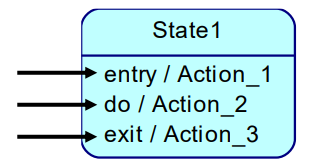 State1
entry / Action_1
do / Action_2
exit / Action_3